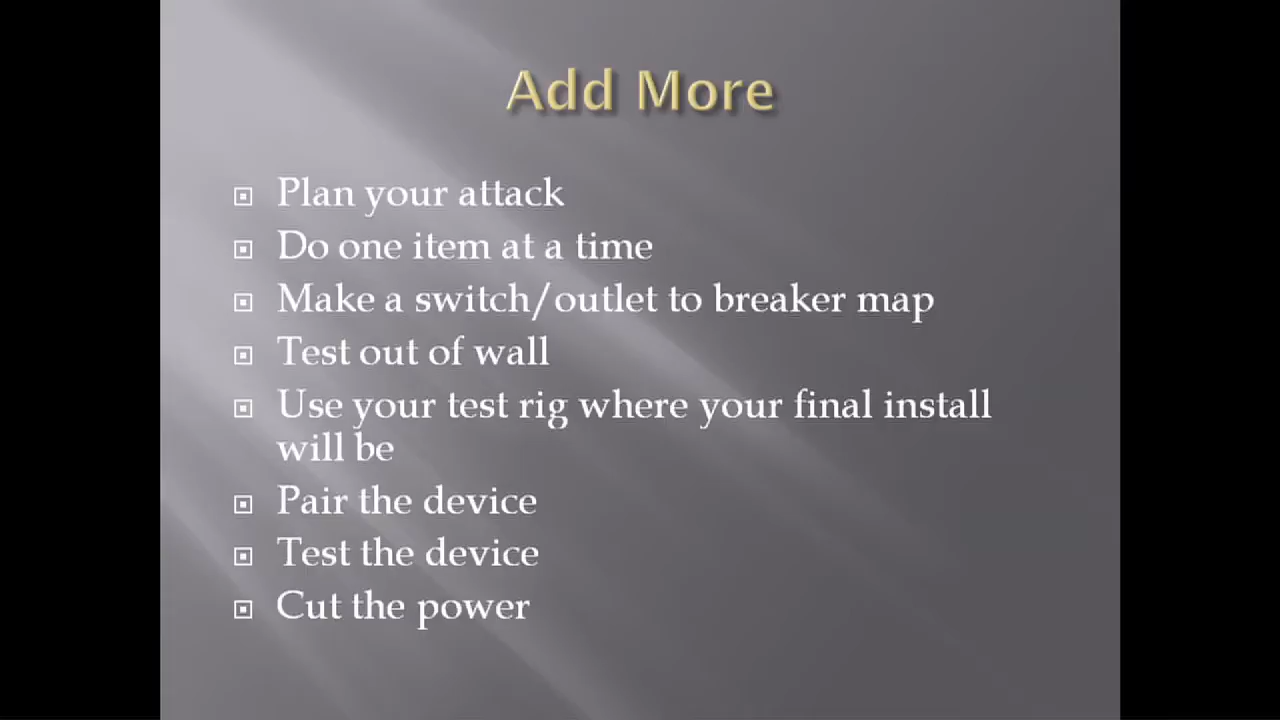 Add More
Plan your attack
Do one item at a time
Make a switch/outlet to breaker map
Test out of wall
Use your test rig where your final install
will be
Pair the device
Test the device
Cut the power